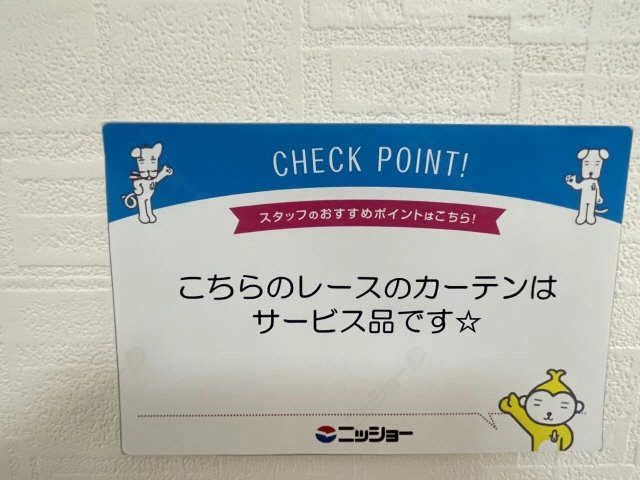 CHECK POINT!
スタッフのおすすめポイントはこちら!
こちらのレースのカーテンは
サービス品です☆
ニッショー